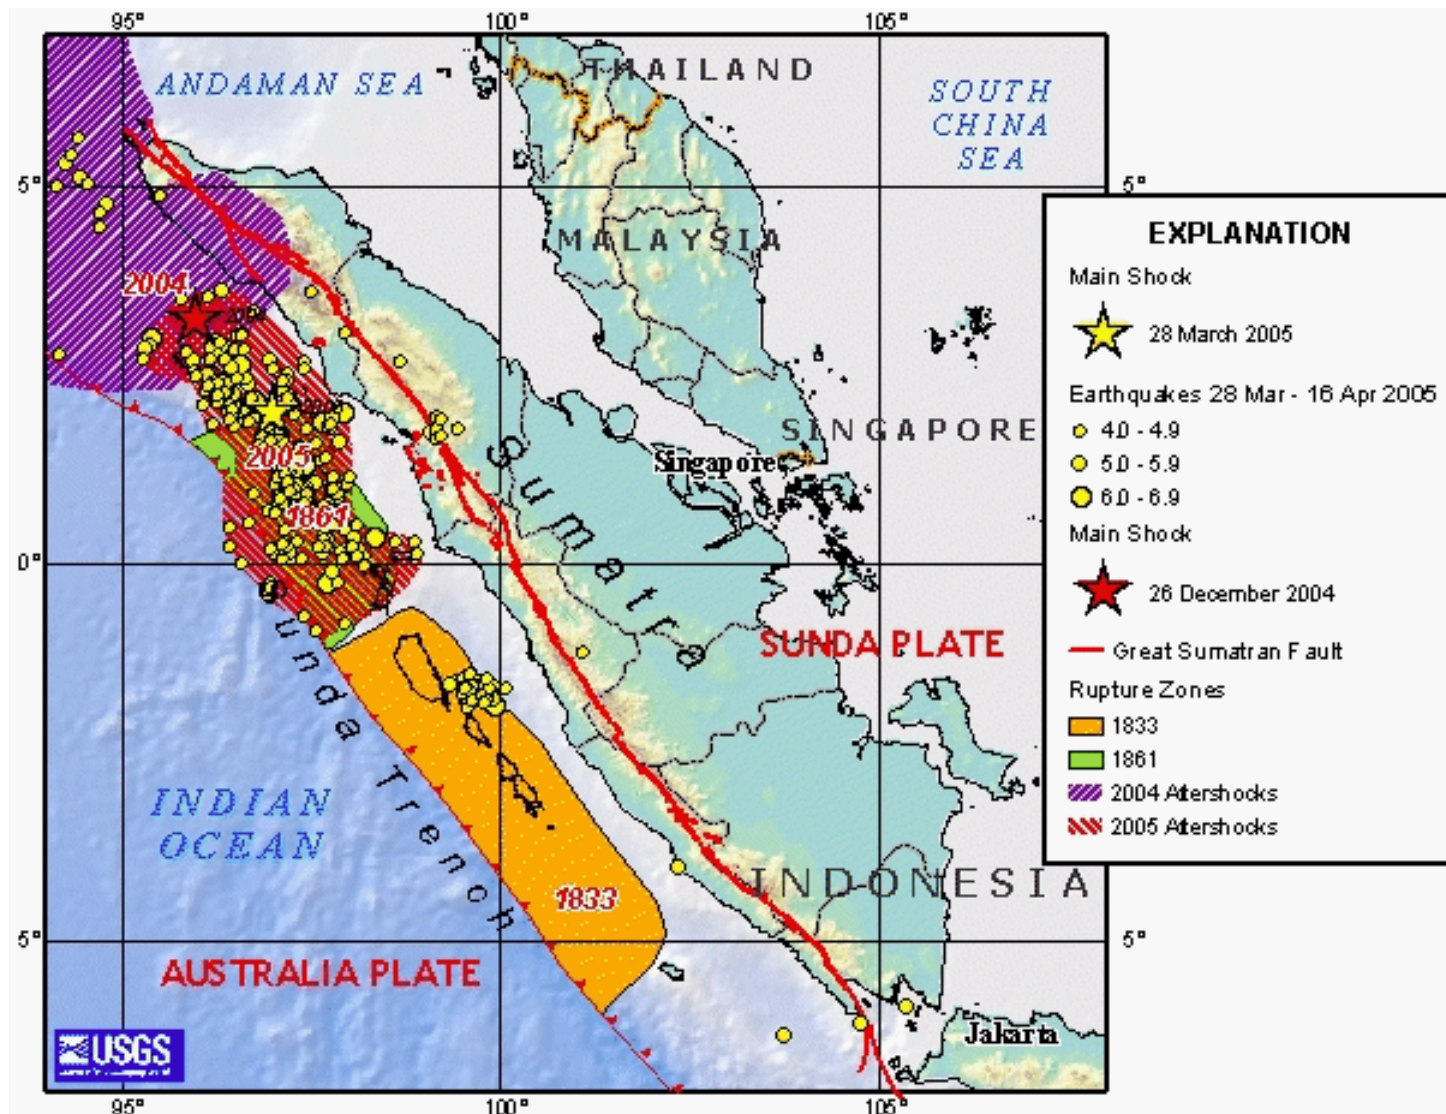 95° 100° 105°
THAILAND
ANDAMAN SEA
SOUTH
CHINA
SEA
5° 5°
MALAYSIA
2004
SINGAPORE
Singapore
2005
1861
0°
Sumatra
SUNDA PLATE
Sunda Trench
INDIAN
OCEAN
INDONESIA
1833
5° 5°
AUSTRALIA PLATE
Jakarta
USGS
95° 100° 105°
EXPLANATION
Main Shock
28 March 2005
Earthquakes 28 Mar - 16 Apr 2005
4.0 - 4.9
5.0 - 5.9
6.0 - 6.9
Main Shock
26 December 2004
Great Sumatran Fault
Rupture Zones
1833
1861
2004 Aftershocks
2005 Aftershocks